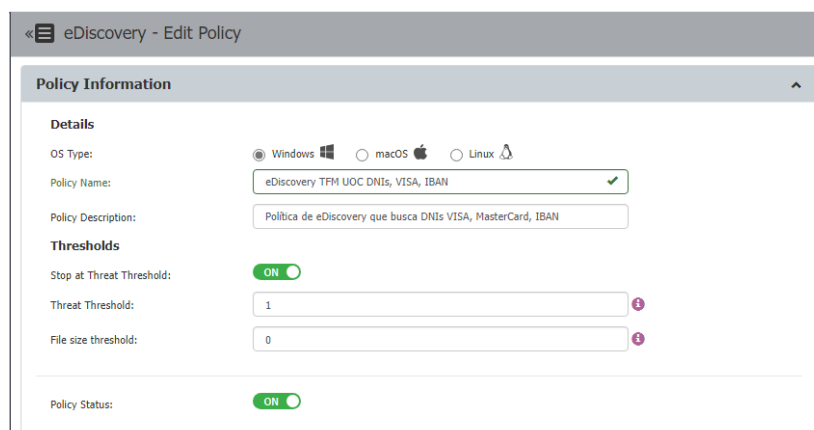 « eDiscovery - Edit Policy
Policy Information
Details
OS Type: Windows macOS Linux
Policy Name: eDiscovery TFM UOC DNIs, VISA, IBAN
Policy Description: Política de eDiscovery que busca DNIs VISA, MasterCard, IBAN
Thresholds
Stop at Threat Threshold: ON
Threat Threshold: 1
File size threshold: 0
Policy Status: ON